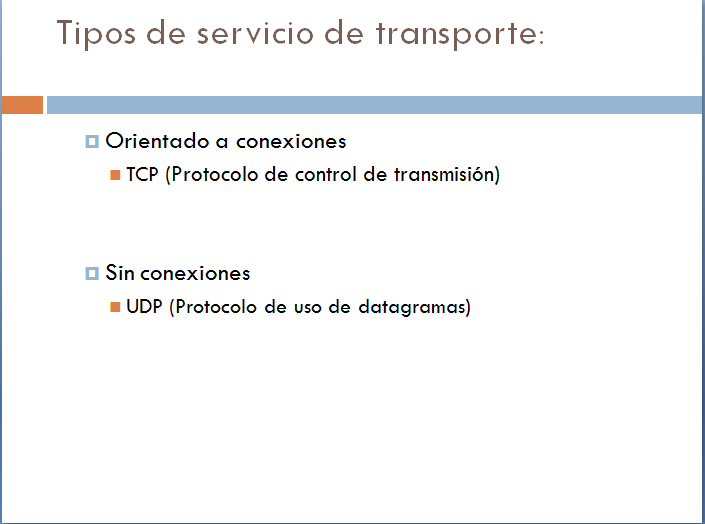 Tipos de servicio de transporte:
Orientado a conexiones
TCP (Protocolo de control de transmisión)
Sin conexiones
UDP (Protocolo de uso de datagramas)